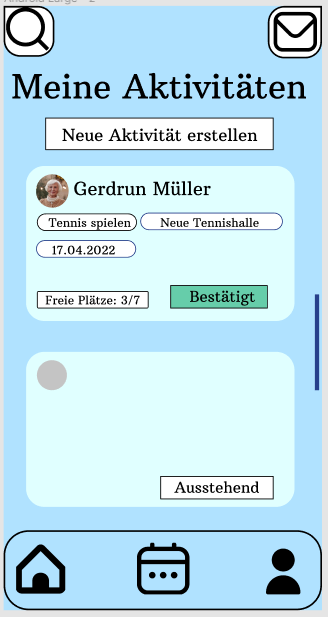 Meine Aktivitäten
Neue Aktivität erstellen
Gerdrun Müller
Tennis spielen
Neue Tennishalle
17.04.2022
Freie Plätze: 3/7
Bestätigt
Ausstehend